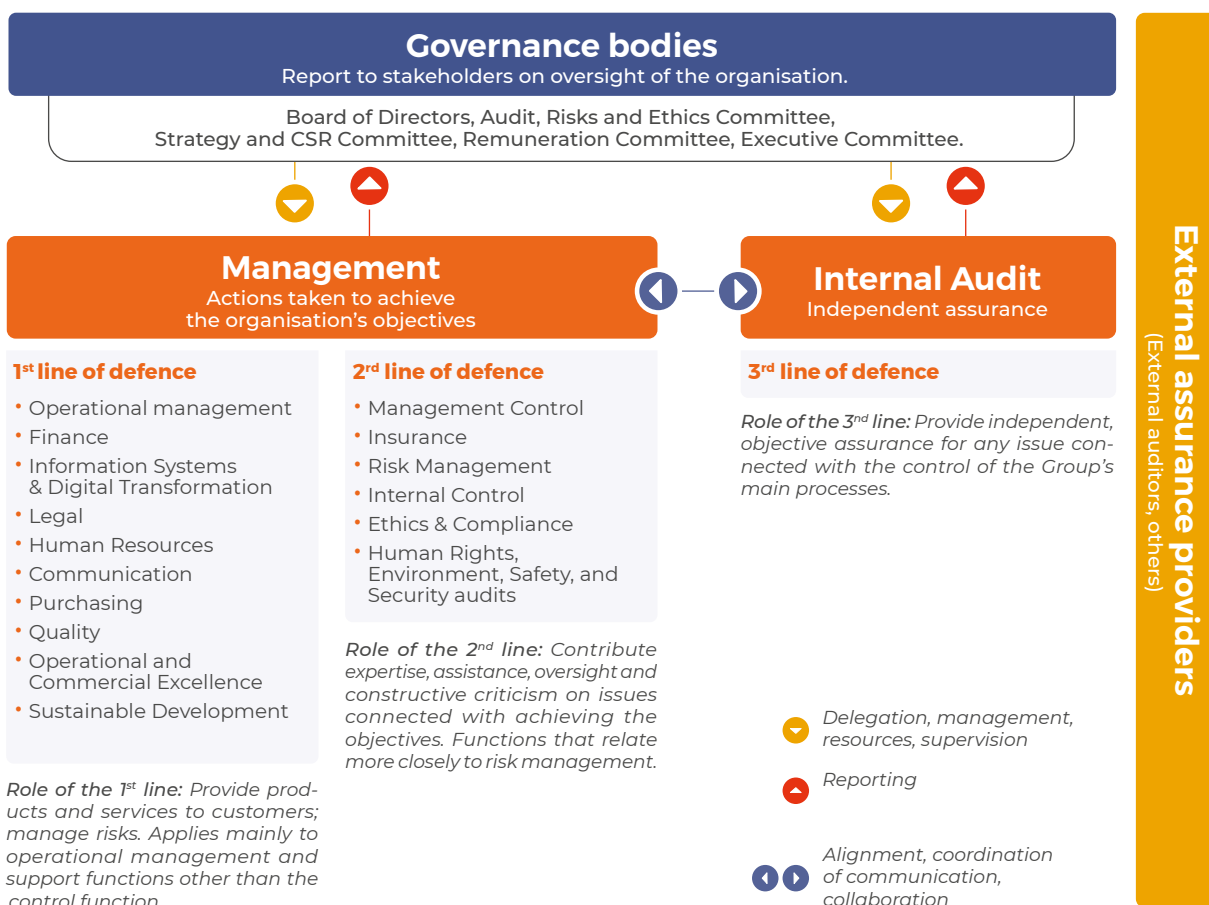 Governance bodies
Report to stakeholders on oversight of the organisation.
Board of Directors, Audit, Risks and Ethics Committee,
Strategy and CSR Committee, Remuneration Committee, Executive Committee.
Management
Actions taken to achieve
the organisation's objectives
Internal Audit
Independent assurance
1st line of defence
• Operational management
• Finance
• Information Systems
& Digital Transformation
• Legal
• Human Resources
• Communication
• Purchasing
• Quality
• Operational and
Commercial Excellence
• Sustainable Development
Role of the 1st line: Provide prod-
ucts and services to customers;
manage risks. Applies mainly to
operational management and
support functions other than the
control function.
2rd line of defence
• Management Control
• Insurance
• Risk Management
• Internal Control
• Ethics & Compliance
• Human Rights,
Environment, Safety, and
Security audits
Role of the 2nd line: Contribute
expertise, assistance, oversight and
constructive criticism on issues
connected with achieving the
objectives. Functions that relate
more closely to risk management.
3rd line of defence
Role of the 3nd line: Provide independent,
objective assurance for any issue con-
nected with the control of the Group's
main processes.
Delegation, management,
resources, supervision
Reporting
Alignment, coordination
of communication,
collaboration
External assurance providers
(External auditors, others)